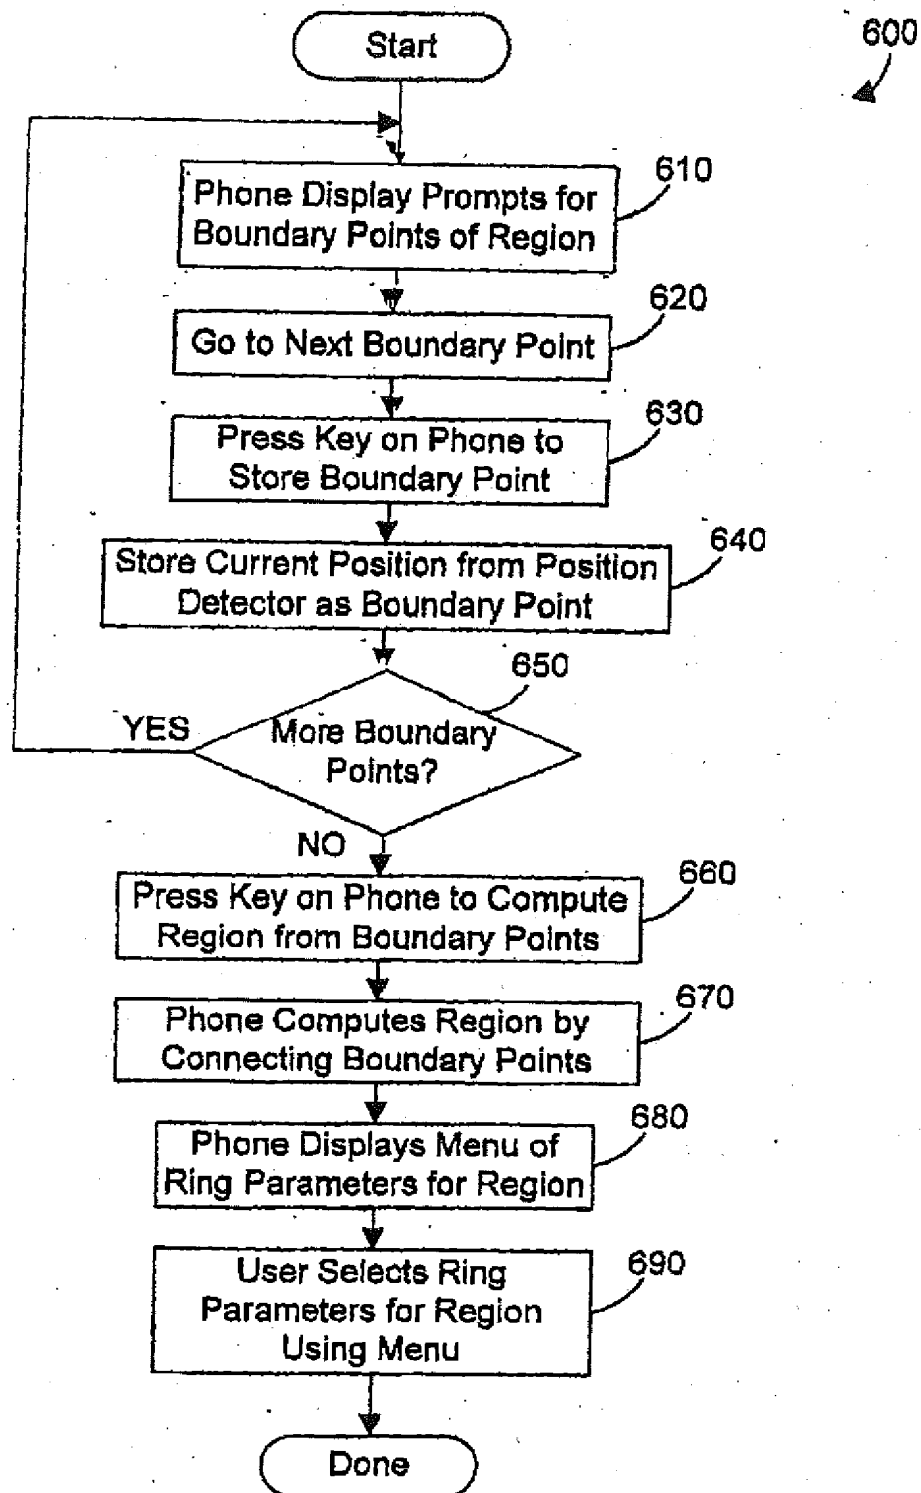 Start
600
Phone Display Prompts for
Boundary Points of Region
610
Go to Next Boundary Point
620
Press Key on Phone to
Store Boundary Point
630
Store Current Position from Position
Detector as Boundary Point
640
More Boundary
Points?
650
YES
NO
Press Key on Phone to Compute
Region from Boundary Points
660
Phone Computes Region by
Connecting Boundary Points
670
Phone Displays Menu of
Ring Parameters for Region
680
User Selects Ring
Parameters for Region
Using Menu
690
Done